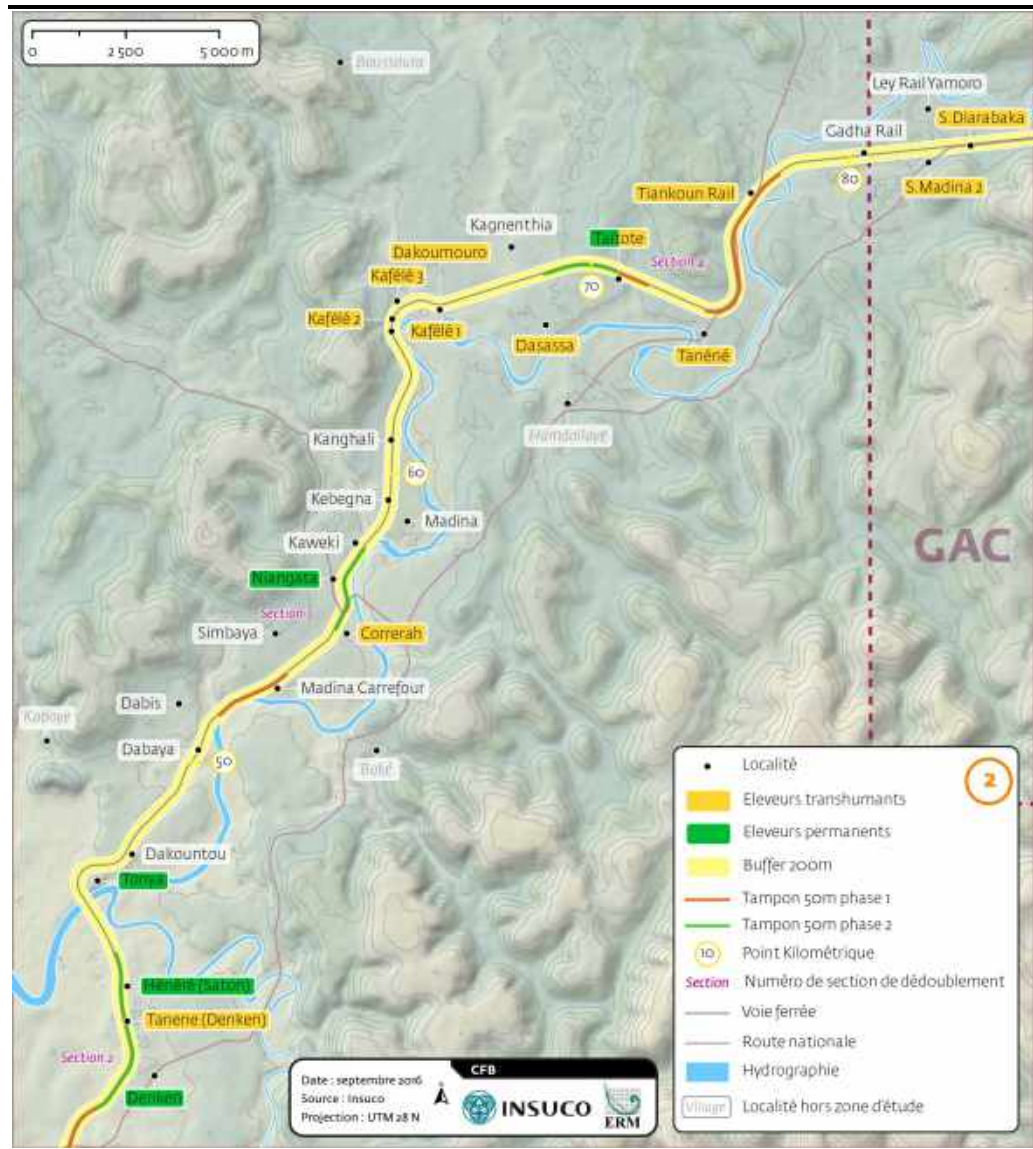 0 2 500 5 000 m
Boussoura
Ley Rail Yamoro
S.Diarabaka
Gadha Rail
80
S.Madina 2
Tiankoun Rail
Kagnenthia
Taitote
Dakoumouro
Section 2
Kafélé 3
70
Kafélé 2
Kafélé 1
Dasassa
Tanéné
Hamdallaye
Kanghali
60
Kebegna
Madina
Kaweki
GAC
Niangata
Section
Simbaya
Correrah
Madina Carrefour
Dabis
Kaboye
Dabaya
50
Bofié
Dakountou
Tonya
Hénéré (Saton)
Tanene (Denken)
Section 2
Denken
2
Localité
Eleveurs transhumants
Eleveurs permanents
Buffer 200m
Tampon 50m phase 1
Tampon 50m phase 2
10 Point Kilométrique
Section Numéro de section de dédoublement
Voie ferrée
Route nationale
Hydrographie
Village Localité hors zone d'étude
CFB
Date : septembre 2016
Source : Insuco
Projection : UTM 28 N
INSUCO
ERM